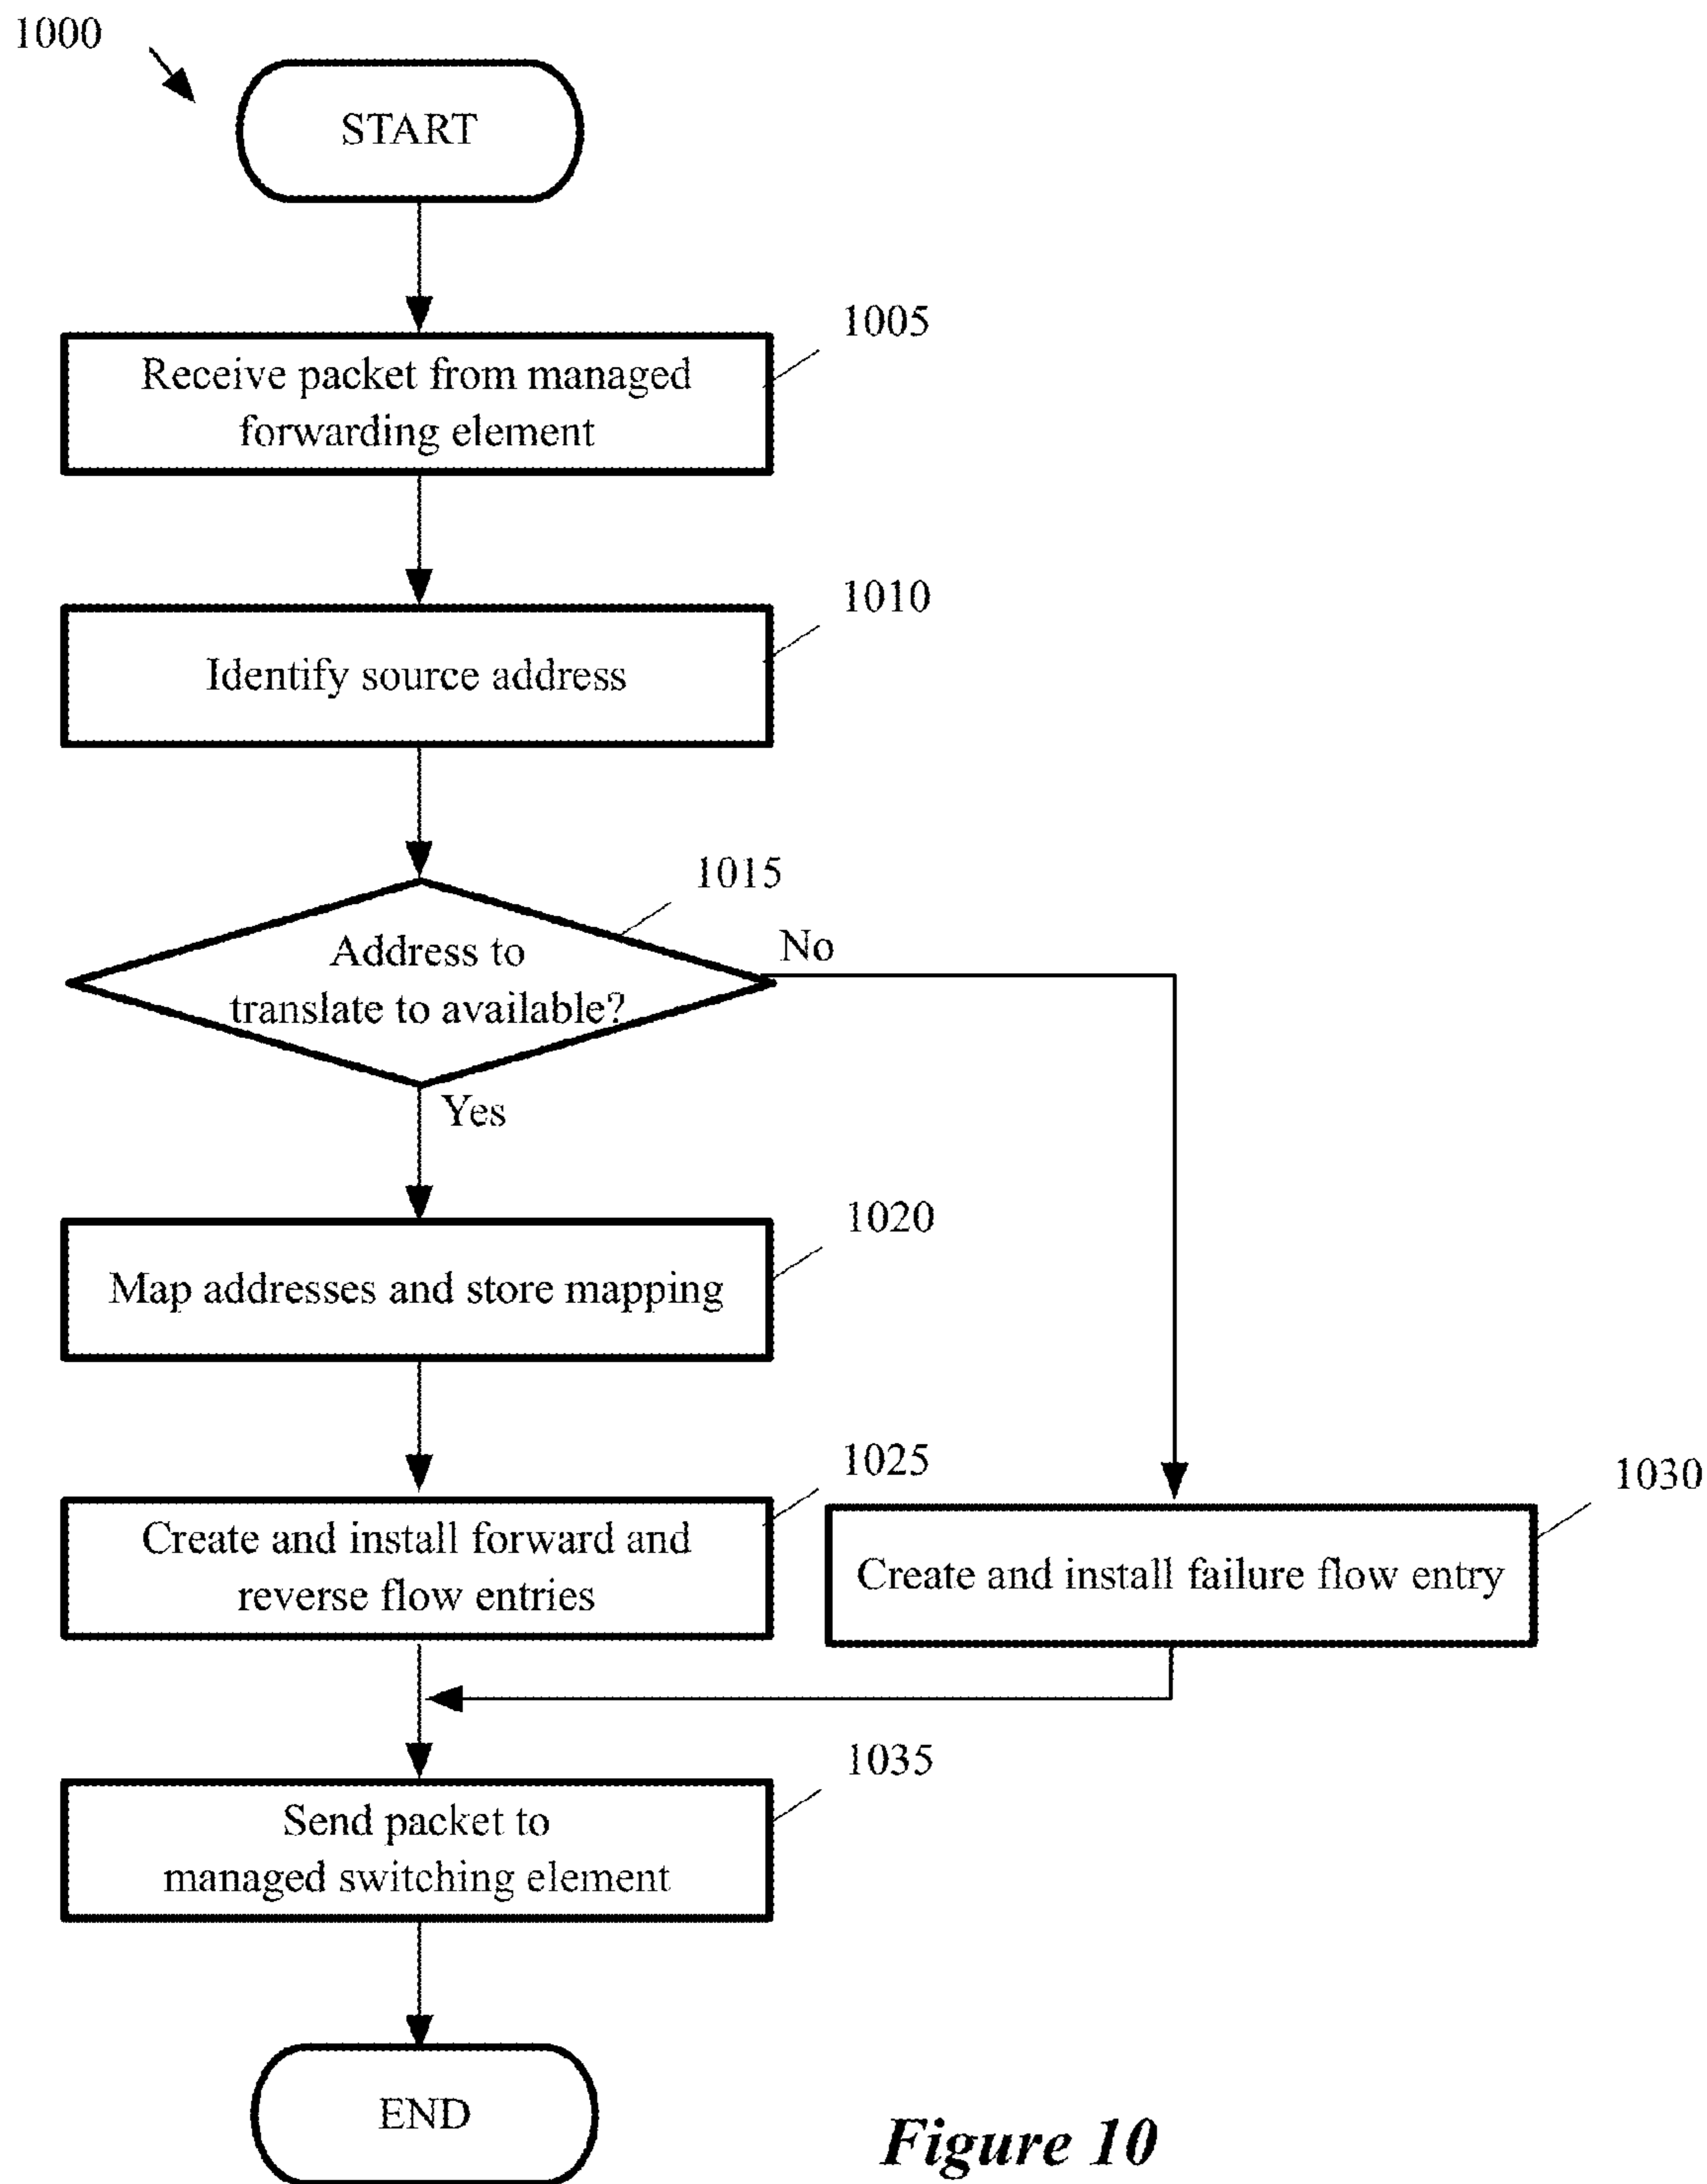 1000
START
1005
Receive packet from managed
forwarding element
1010
Identify source address
1015
Address to
translate to available?
No
Yes
1020
Map addresses and store mapping
1025
Create and install forward and
reverse flow entries
1030
Create and install failure flow entry
1035
Send packet to
managed switching element
END
Figure 10